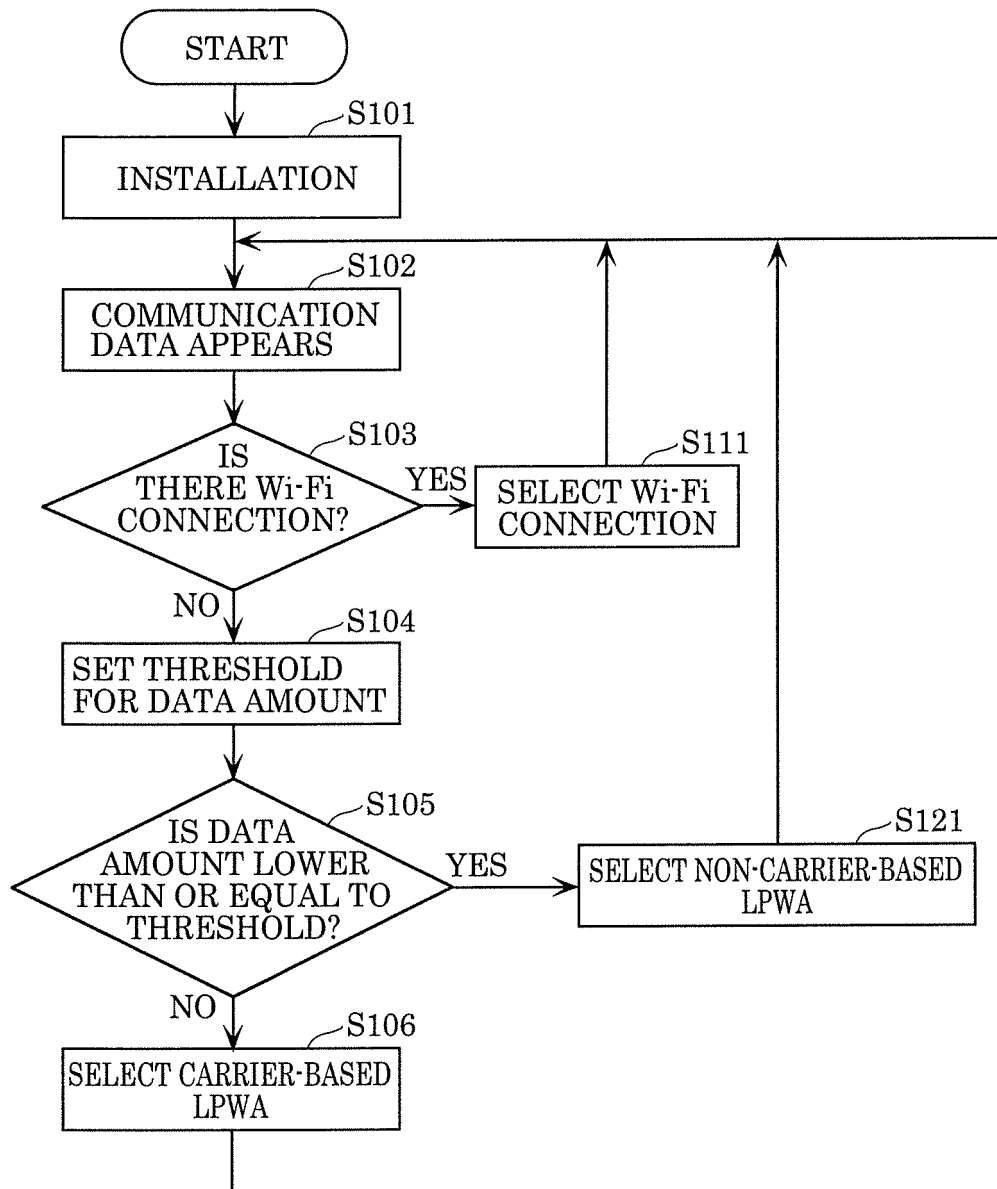 START
S101
INSTALLATION
S102
COMMUNICATION
DATA APPEARS
S103
IS
THERE Wi-Fi
CONNECTION?
YES
S111
SELECT Wi-Fi
CONNECTION
NO
S104
SET THRESHOLD
FOR DATA AMOUNT
S105
IS DATA
AMOUNT LOWER
THAN OR EQUAL TO
THRESHOLD?
YES
S121
SELECT NON-CARRIER-BASED
LPWA
NO
S106
SELECT CARRIER-BASED
LPWA